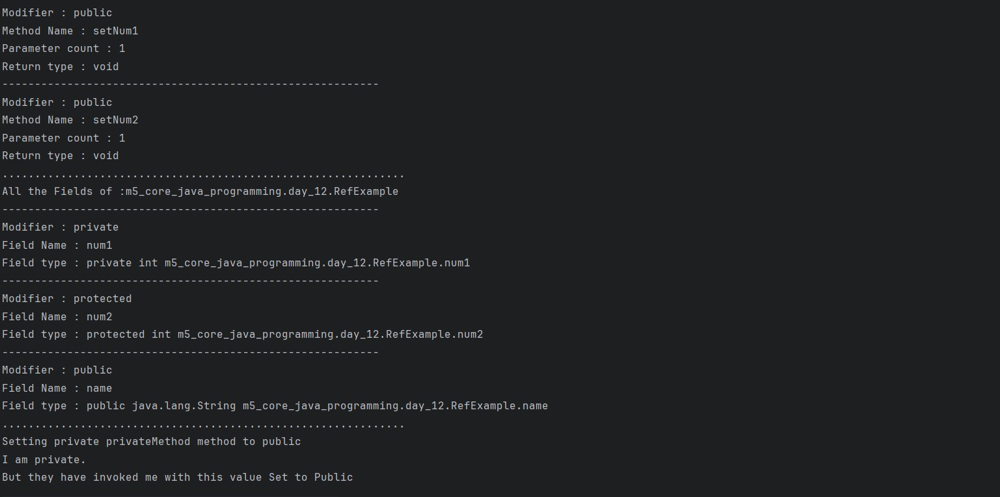 Modifier : public
Method Name : setNum1
Parameter count : 1
Return type : void
----------------------------------------------------------
Modifier : public
Method Name : setNum2
Parameter count : 1
Return type : void
..............................................................
All the Fields of :m5_core_java_programming.day_12.RefExample
----------------------------------------------------------
Modifier : private
Field Name : num1
Field type : private int m5_core_java_programming.day_12.RefExample.num1
----------------------------------------------------------
Modifier : protected
Field Name : num2
Field type : protected int m5_core_java_programming.day_12.RefExample.num2
----------------------------------------------------------
Modifier : public
Field Name : name
Field type : public java.lang.String m5_core_java_programming.day_12.RefExample.name
..............................................................
Setting private privateMethod method to public
I am private.
But they have invoked me with this value Set to Public